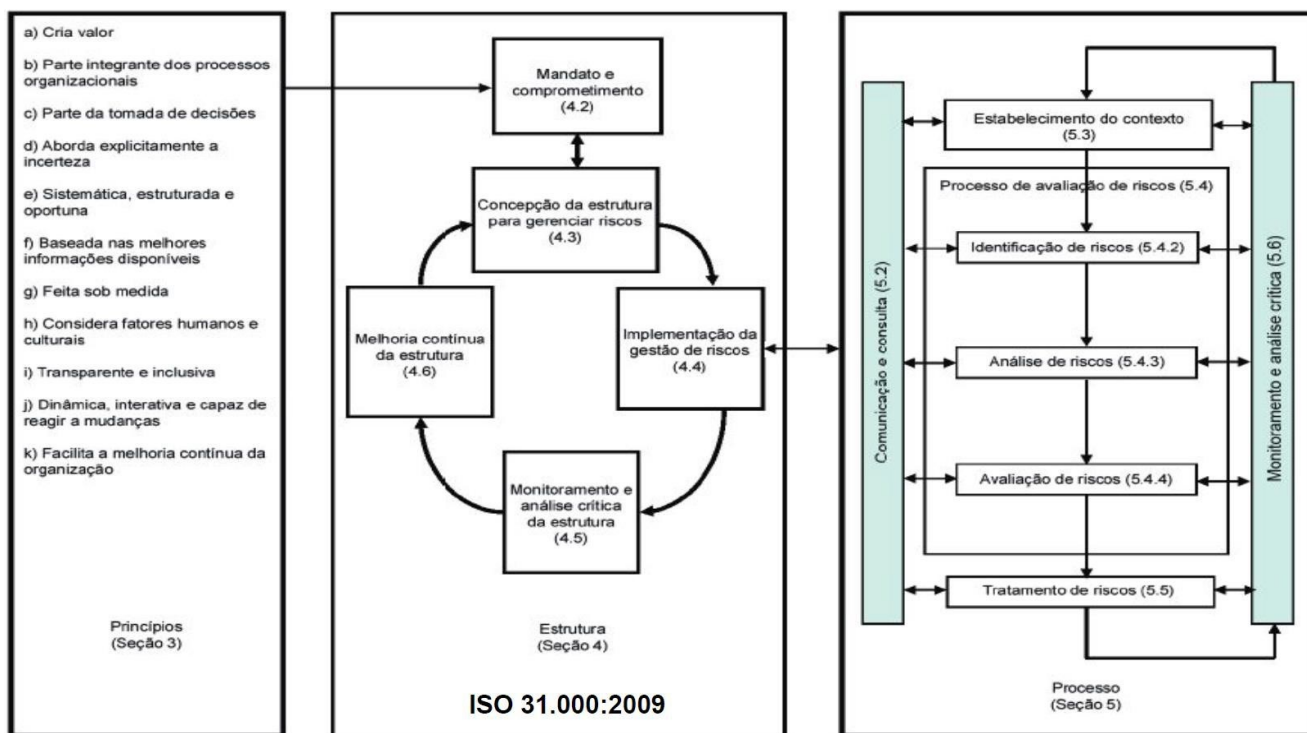 a) Cria valor
b) Parte integrante dos processos
organizacionais
c) Parte da tomada de decisões
d) Aborda explicitamente a
incerteza
e) Sistemática, estruturada e
oportuna
f) Baseada nas melhores
informações disponíveis
g) Feita sob medida
h) Considera fatores humanos e
culturais
i) Transparente e inclusiva
j) Dinâmica, interativa e capaz de
reagir a mudanças
k) Facilita a melhoria contínua da
organização
Princípios
(Seção 3)
Mandato e
comprometimento
(4.2)
Concepção da estrutura
para gerenciar riscos
(4.3)
Implementação da
gestão de riscos
(4.4)
Melhoria contínua
da estrutura
(4.6)
Monitoramento e
análise crítica
da estrutura
(4.5)
Estrutura
(Seção 4)
ISO 31.000:2009
Comunicação e consulta (5.2)
Estabelecimento do contexto
(5.3)
Processo de avaliação de riscos (5.4)
Identificação de riscos (5.4.2)
Análise de riscos (5.4.3)
Avaliação de riscos (5.4.4)
Tratamento de riscos (5.5)
Monitoramento e análise crítica (5.6)
Processo
(Seção 5)